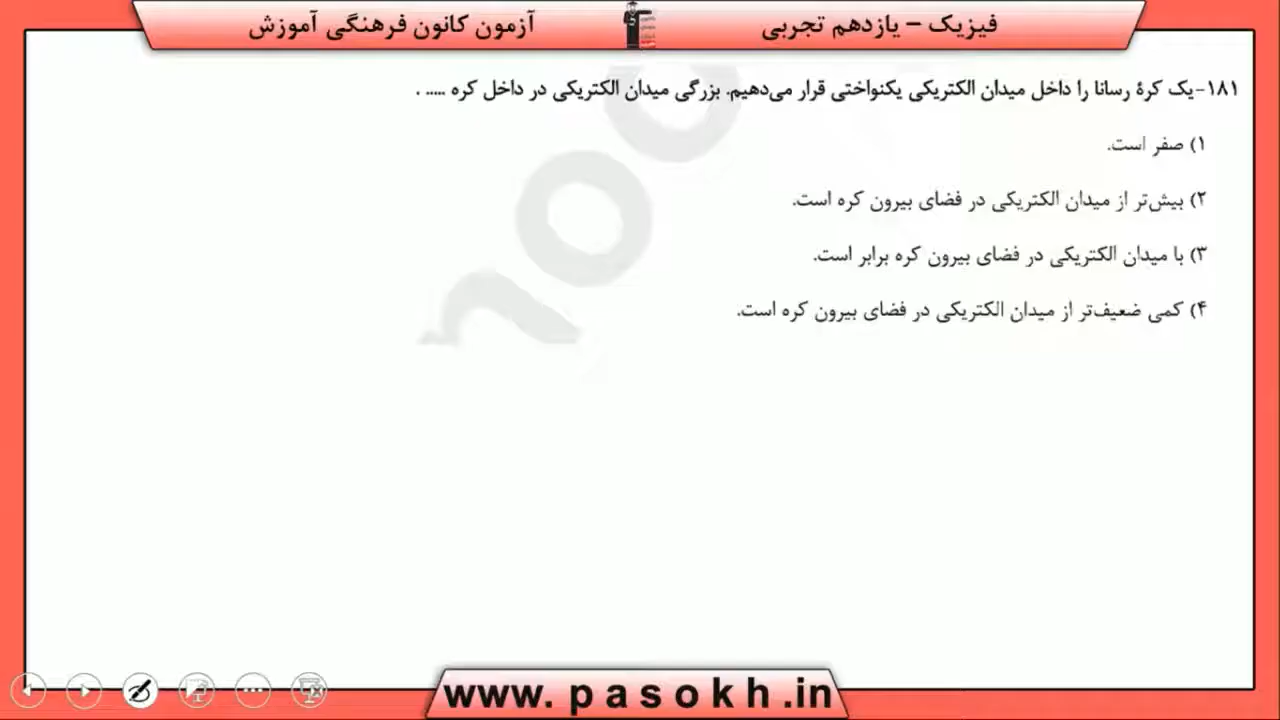 فیزیک – یازدهم تجربی
آزمون کانون فرهنگی آموزش
۱۸۱-یک کرهٔ رسانا را داخل میدان الکتریکی یکنواختی قرار می‌دهیم. بزرگی میدان الکتریکی در داخل کره ..... .
۱) صفر است.
۲) بیش‌تر از میدان الکتریکی در فضای بیرون کره است.
۳) با میدان الکتریکی در فضای بیرون کره برابر است.
۴) کمی ضعیف‌تر از میدان الکتریکی در فضای بیرون کره است.
www. p a s o k h .in